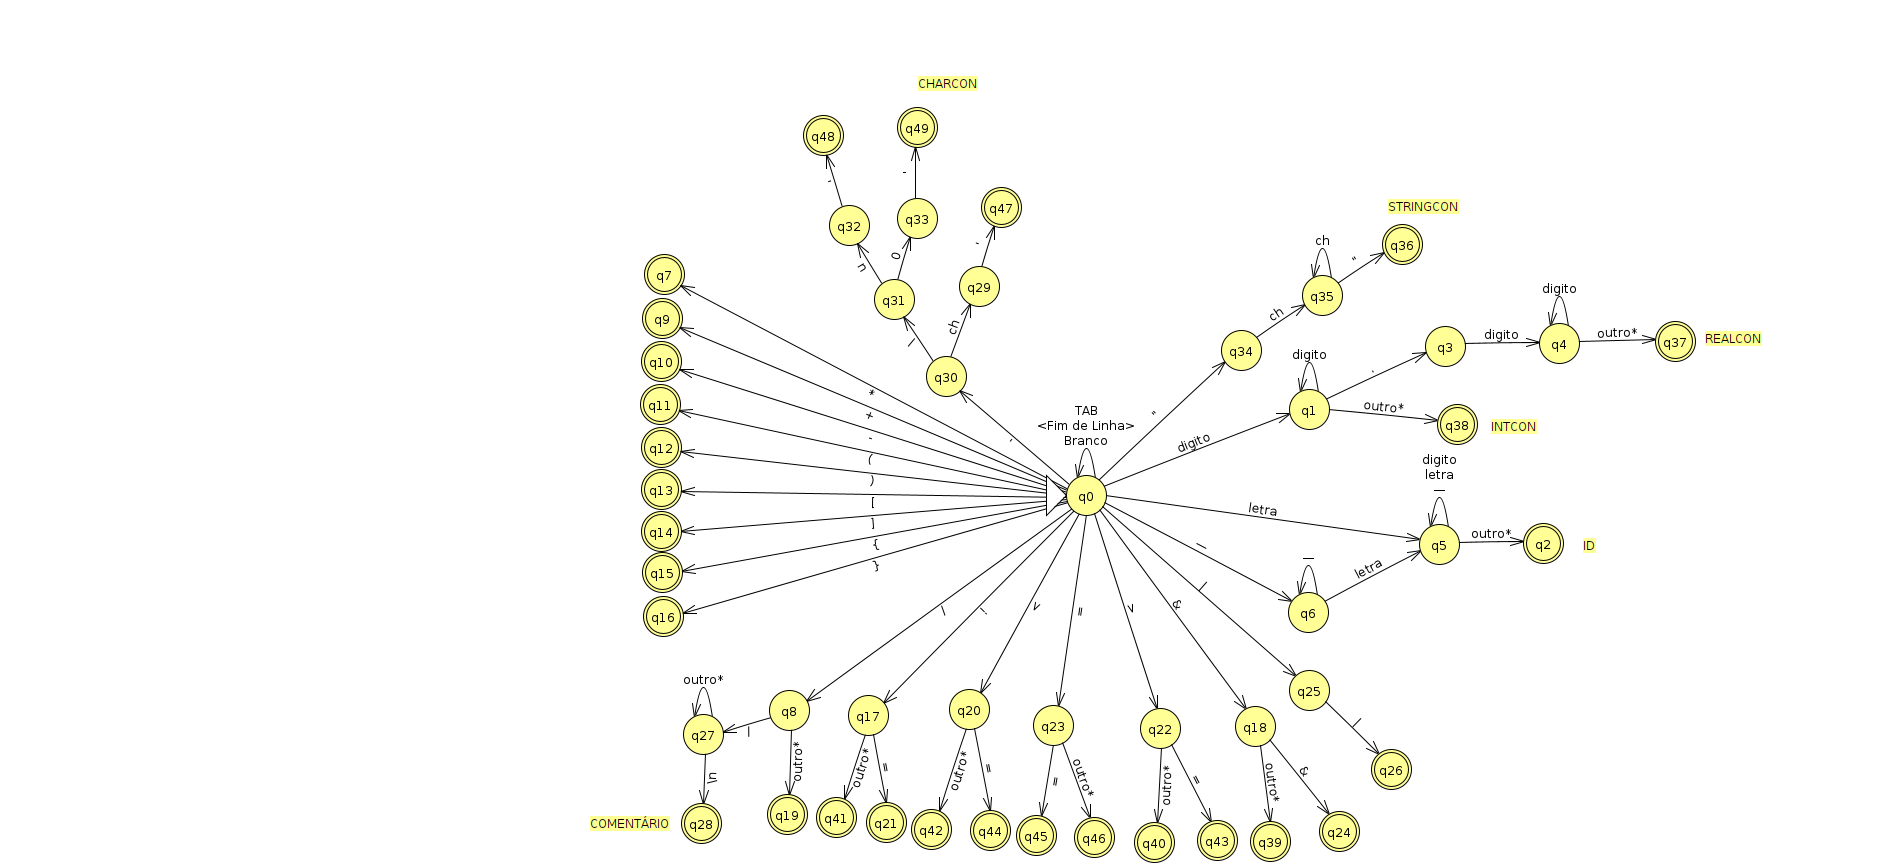 CHARCON
q48
q49
'
'
q47
STRINGCON
q32
q33
'
ch
"
q36
n
0
q7
q31
q29
q35
digito
q9
\
ch
ch
q34
q3
digito
q4
outro*
q37
REALCON
q10
q30
digito
.
q11
*
TAB
q1
outro*
q38
INTCON
+
<Fim de Linha>
-
'
Branco
"
digito
q12
(
digito
letra
q13
)
_
[
q0
letra
q14
]
outro*
q5
q2
ID
{
_
_
letra
q15
}
q16
/
!
<
=
>
&
|
q6
outro*
q8
q17
q20
q23
q22
q18
q25
q27
/
|
\n
outro*
outro*
=
outro*
=
=
outro*
outro*
=
outro*
&
q26
COMENTÁRIO
q28
q19
q41
q21
q42
q44
q45
q46
q40
q43
q39
q24